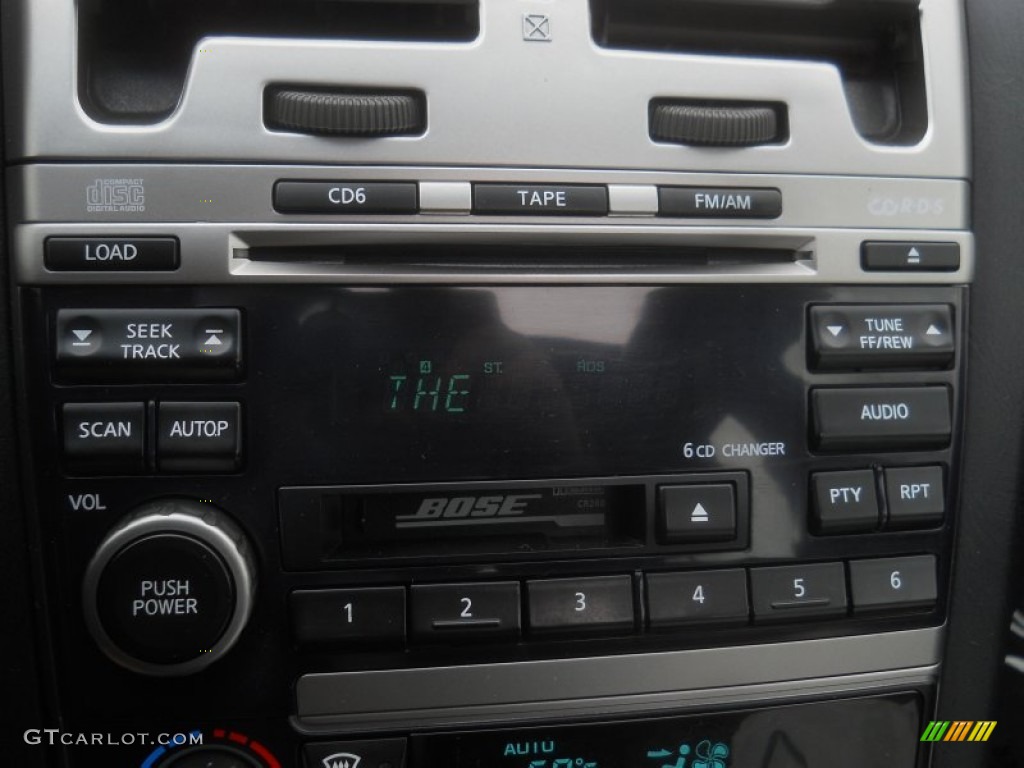 COMPACT
disc
DIGITAL AUDIO
CD6
TAPE
FM/AM
CD R·D·S
LOAD
SEEK
TRACK
TUNE
FF/REW
4 ST. RDS
THE
SCAN
AUTO.P
AUDIO
6 CD CHANGER
VOL
BOSE
PTY
RPT
PUSH
POWER
1 2 3 4 5 6
AUTO
GTCARLOT.COM